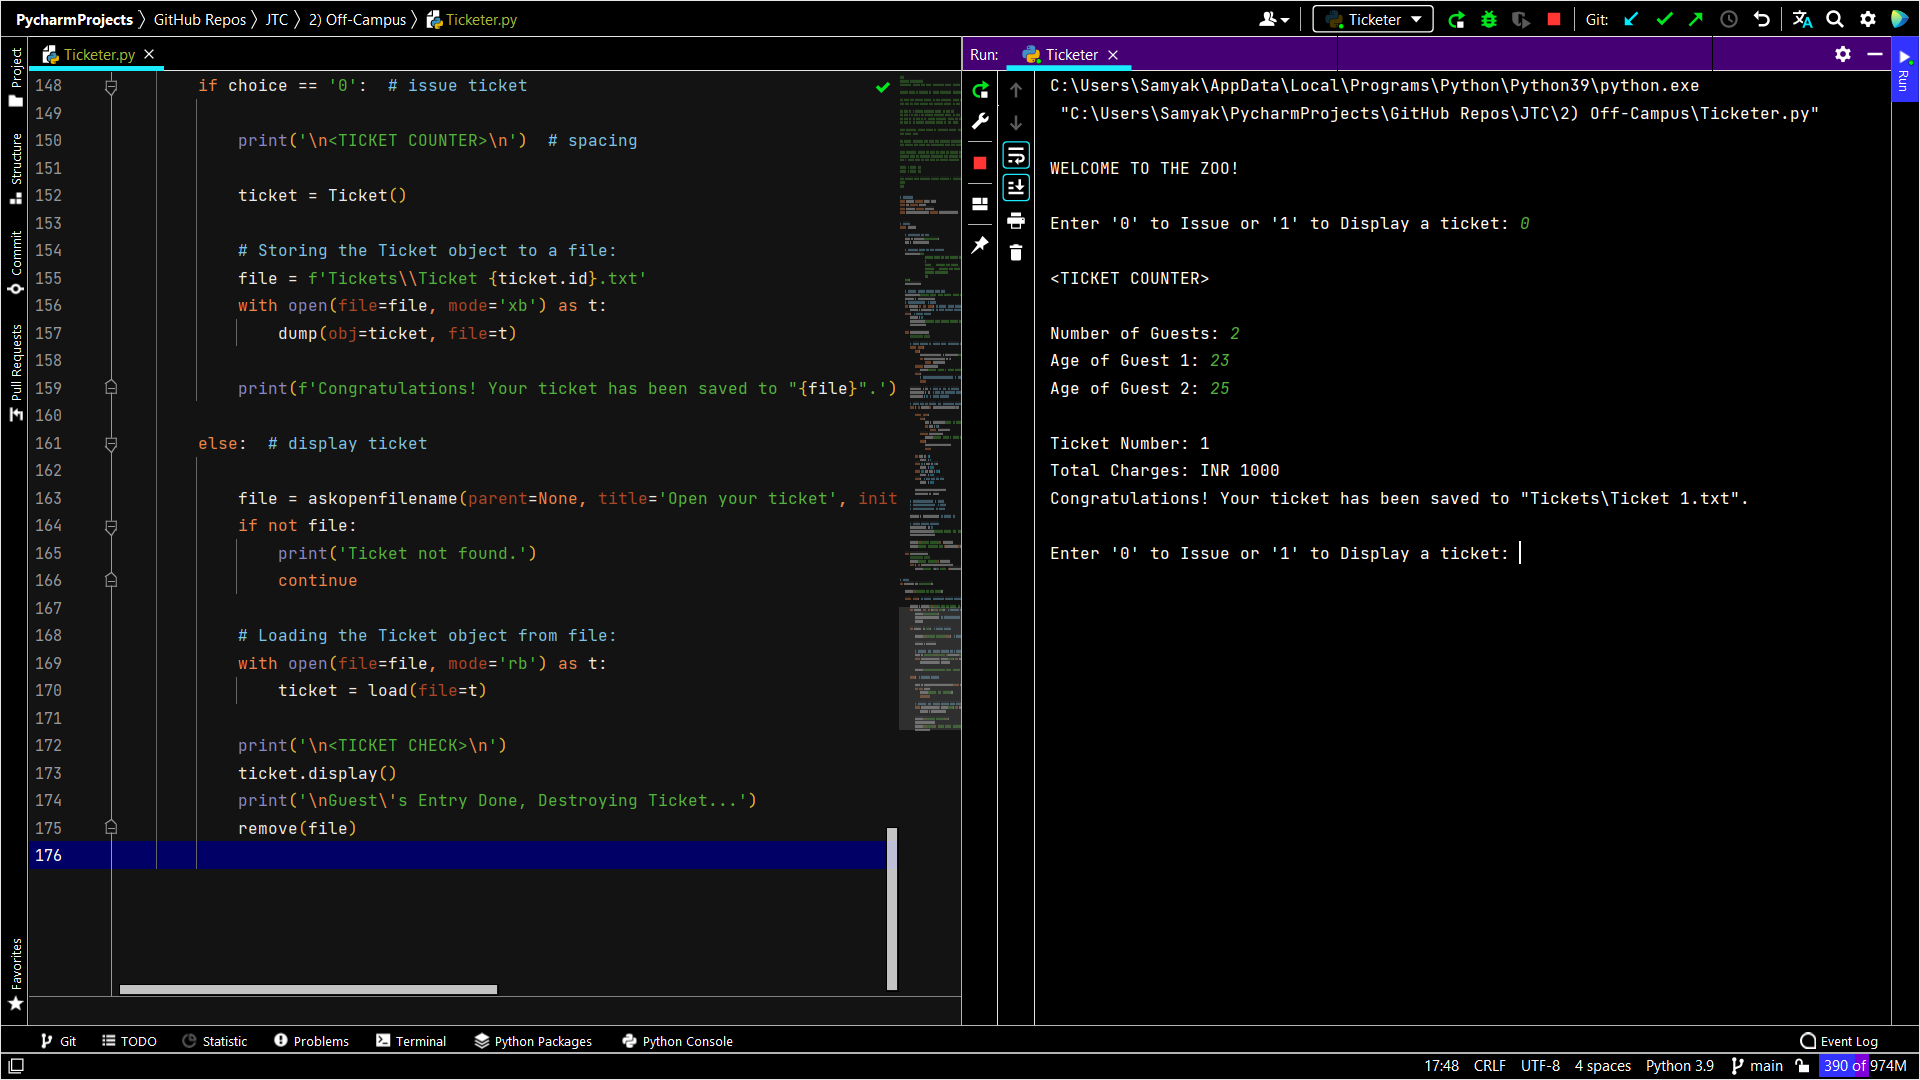 PycharmProjects 〉 GitHub Repos 〉 JTC 〉 2) Off-Campus 〉 Ticketer.py
Ticketer
Git:
Ticketer.py
Run:
Ticketer
Project
Structure
Commit
Pull Requests
Favorites
148 if choice == '0':  # issue ticket
149
150 print('\n<TICKET COUNTER>\n')  # spacing
151
152 ticket = Ticket()
153
154 # Storing the Ticket object to a file:
155 file = f'Tickets\\Ticket {ticket.id}.txt'
156 with open(file=file, mode='xb') as t:
157 dump(obj=ticket, file=t)
158
159 print(f'Congratulations! Your ticket has been saved to "{file}".')
160
161 else:  # display ticket
162
163 file = askopenfilename(parent=None, title='Open your ticket', init
164 if not file:
165 print('Ticket not found.')
166 continue
167
168 # Loading the Ticket object from file:
169 with open(file=file, mode='rb') as t:
170 ticket = load(file=t)
171
172 print('\n<TICKET CHECK>\n')
173 ticket.display()
174 print('\nGuest\'s Entry Done, Destroying Ticket...')
175 remove(file)
176
C:\Users\Samyak\AppData\Local\Programs\Python\Python39\python.exe
"C:\Users\Samyak\PycharmProjects\GitHub Repos\JTC\2) Off-Campus\Ticketer.py"
WELCOME TO THE ZOO!
Enter '0' to Issue or '1' to Display a ticket: 0
<TICKET COUNTER>
Number of Guests: 2
Age of Guest 1: 23
Age of Guest 2: 25
Ticket Number: 1
Total Charges: INR 1000
Congratulations! Your ticket has been saved to "Tickets\Ticket 1.txt".
Enter '0' to Issue or '1' to Display a ticket:
Run
Git
TODO
Statistic
Problems
Terminal
Python Packages
Python Console
Event Log
17:48
CRLF
UTF-8
4 spaces
Python 3.9
main
390 of 974M